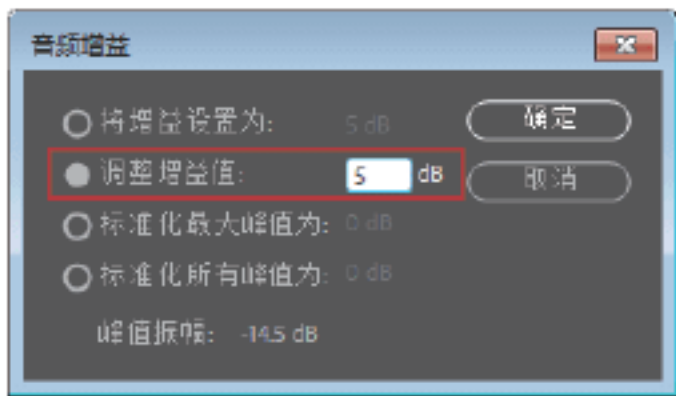 音频增益
将增益设置为: 5 dB 确定
调整增益值: 5 dB 取消
标准化最大峰值为: 0 dB
标准化所有峰值为: 0 dB
峰值振幅: -14.5 dB